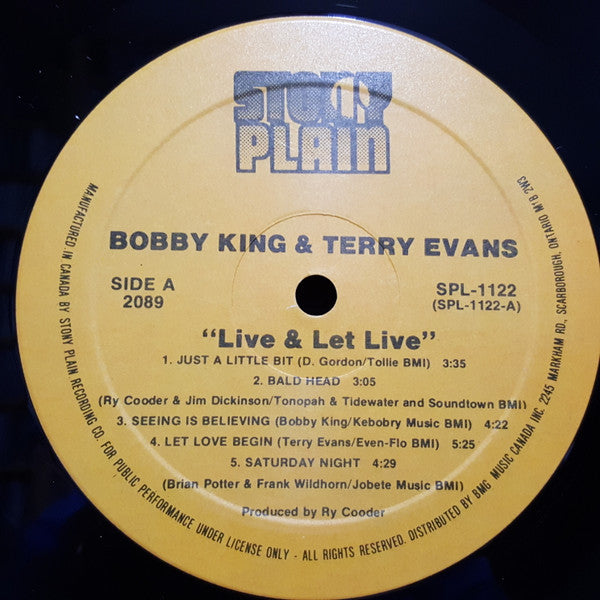 STONY
PLAIN
BOBBY KING & TERRY EVANS
SIDE A
2089
SPL-1122
(SPL-1122-A)
"Live & Let Live"
1. JUST A LITTLE BIT (D. Gordon/Tollie BMI) 3:35
2. BALD HEAD 3:05
(Ry Cooder & Jim Dickinson/Tonopah & Tidewater and Soundtown BMI)
3. SEEING IS BELIEVING (Bobby King/Kebobry Music BMI) 4:22
4. LET LOVE BEGIN (Terry Evans/Even-Flo BMI) 5:25
5. SATURDAY NIGHT 4:29
(Brian Potter & Frank Wildhorn/Jobete Music BMI)
Produced by Ry Cooder
MANUFACTURED IN CANADA BY STONY PLAIN RECORDING CO. FOR PUBLIC PERFORMANCE UNDER LICENSE ONLY - ALL RIGHTS RESERVED. DISTRIBUTED BY BMG MUSIC CANADA INC. 2245 MARKHAM RD., SCARBOROUGH, ONTARIO M1B 2W3